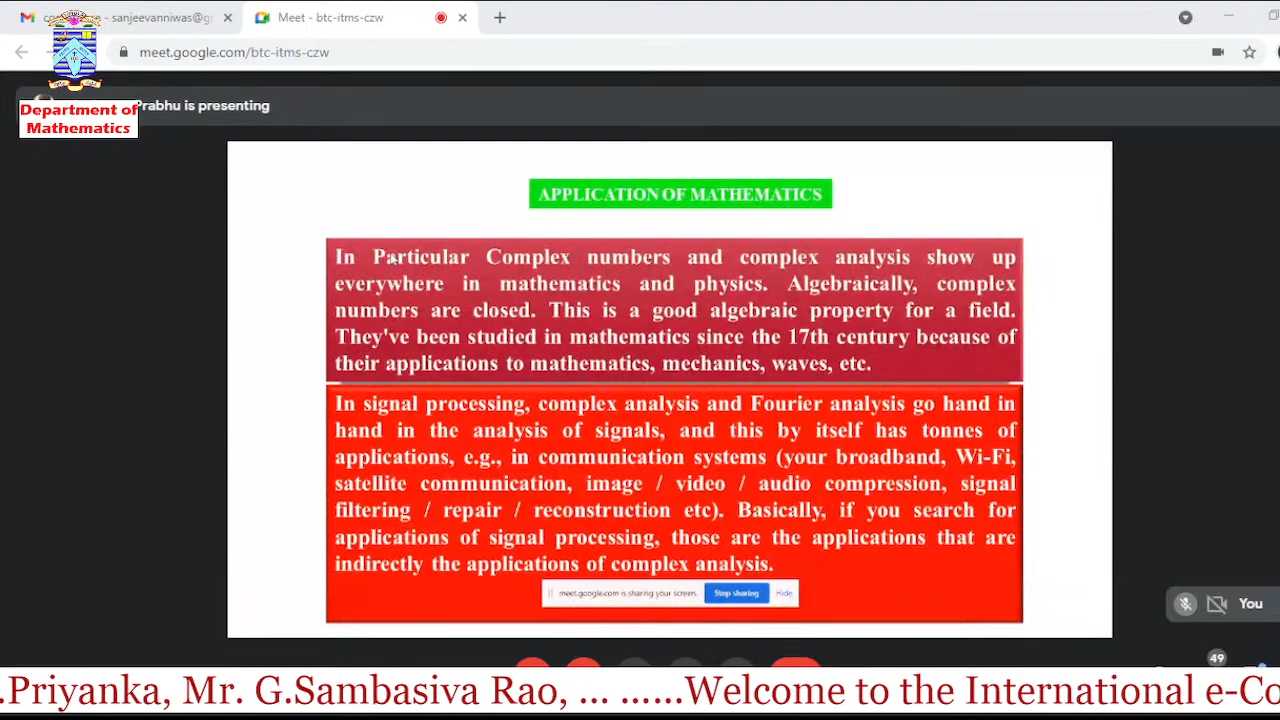 sanjeevanniwas@g
Meet - btc-itms-czw
meet.google.com/btc-itms-czw
Department of
Mathematics
Prabhu is presenting
APPLICATION OF MATHEMATICS
In Particular Complex numbers and complex analysis show up
everywhere in mathematics and physics. Algebraically, complex
numbers are closed. This is a good algebraic property for a field.
They've been studied in mathematics since the 17th century because of
their applications to mathematics, mechanics, waves, etc.
In signal processing, complex analysis and Fourier analysis go hand in
hand in the analysis of signals, and this by itself has tonnes of
applications, e.g., in communication systems (your broadband, Wi-Fi,
satellite communication, image / video / audio compression, signal
filtering / repair / reconstruction etc). Basically, if you search for
applications of signal processing, those are the applications that are
indirectly the applications of complex analysis.
meet.google.com is sharing your screen.
Stop sharing
Hide
You
49
.Priyanka, Mr. G.Sambasiva Rao, ... ......Welcome to the International e-Co